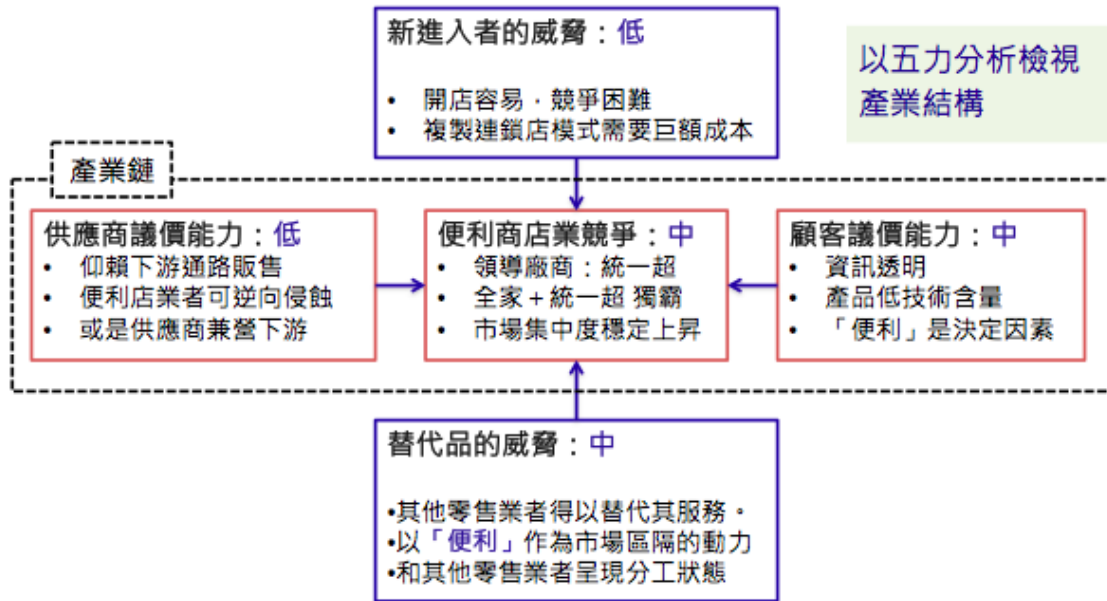 新進入者的威脅：低
• 開店容易，競爭困難
• 複製連鎖店模式需要巨額成本
以五力分析檢視
產業結構
產業鏈
供應商議價能力：低
• 仰賴下游通路販售
• 便利店業者可逆向侵蝕
• 或是供應商兼營下游
便利商店業競爭：中
• 領導廠商：統一超
• 全家＋統一超 獨霸
• 市場集中度穩定上昇
顧客議價能力：中
• 資訊透明
• 產品低技術含量
• 「便利」是決定因素
替代品的威脅：中
•其他零售業者得以替代其服務。
•以「便利」作為市場區隔的動力
•和其他零售業者呈現分工狀態